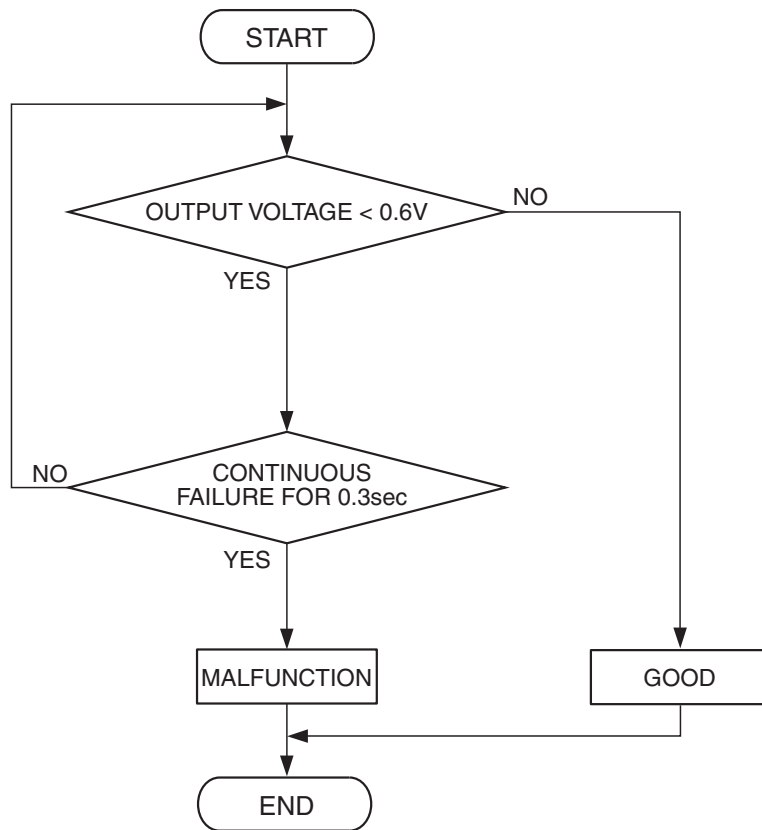 START
OUTPUT VOLTAGE < 0.6V
NO
YES
NO
CONTINUOUS
FAILURE FOR 0.3sec
YES
MALFUNCTION
GOOD
END